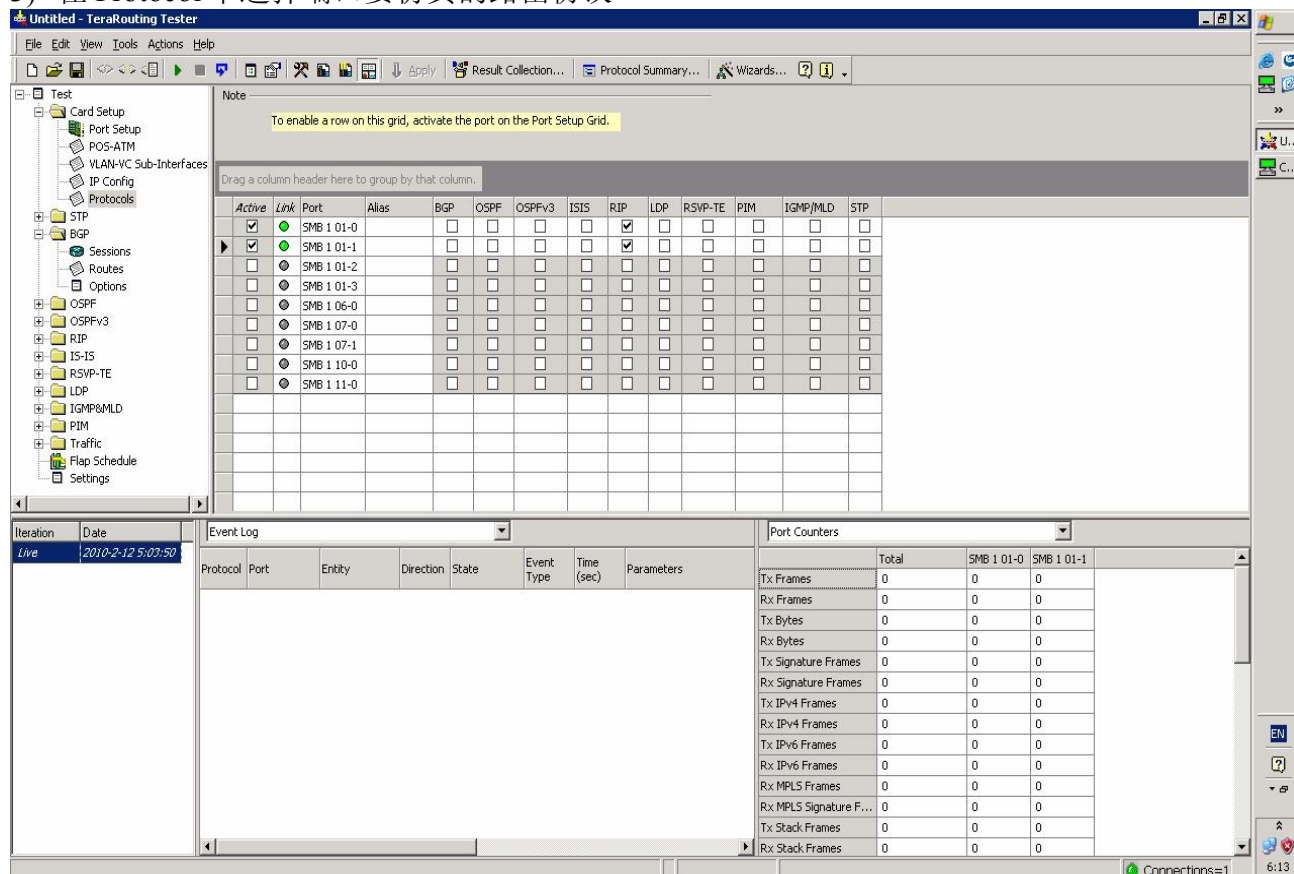 Untitled - TeraRouting Tester
File Edit View Tools Actions Help
Apply Result Collection... Protocol Summary... Wizards...
Test
Card Setup
Port Setup
POS-ATM
VLAN-VC Sub-Interfaces
IP Config
Protocols
STP
BGP
Sessions
Routes
Options
OSPF
OSPFv3
RIP
IS-IS
RSVP-TE
LDP
IGMP&MLD
PIM
Traffic
Flap Schedule
Settings
Note
To enable a row on this grid, activate the port on the Port Setup Grid.
Drag a column header here to group by that column.
Active Link Port Alias BGP OSPF OSPFv3 ISIS RIP LDP RSVP-TE PIM IGMP/MLD STP
SMB 1 01-0
SMB 1 01-1
SMB 1 01-2
SMB 1 01-3
SMB 1 06-0
SMB 1 07-0
SMB 1 07-1
SMB 1 10-0
SMB 1 11-0
Iteration Date
Live 2010-2-12 5:03:50
Event Log
Protocol Port Entity Direction State Event Type Time (sec) Parameters
Port Counters
Total SMB 1 01-0 SMB 1 01-1
Tx Frames 0 0 0
Rx Frames 0 0 0
Tx Bytes 0 0 0
Rx Bytes 0 0 0
Tx Signature Frames 0 0 0
Rx Signature Frames 0 0 0
Tx IPv4 Frames 0 0 0
Rx IPv4 Frames 0 0 0
Tx IPv6 Frames 0 0 0
Rx IPv6 Frames 0 0 0
Rx MPLS Frames 0 0 0
Rx MPLS Signature F... 0 0 0
Tx Stack Frames 0 0 0
Rx Stack Frames 0 0 0
Connections=1
U..
C..
EN
6:13